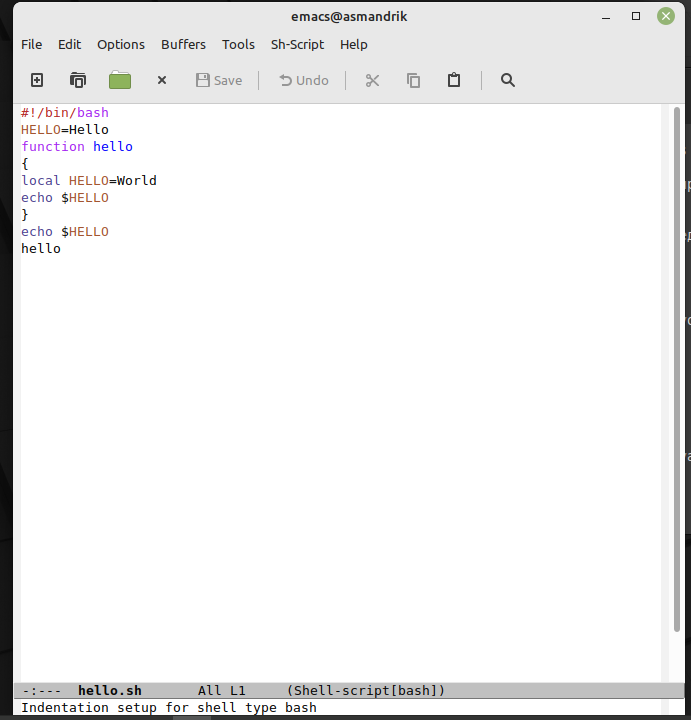 emacs@asmandrik
File Edit Options Buffers Tools Sh-Script Help
Save Undo
#!/bin/bash
HELLO=Hello
function hello
{
local HELLO=World
echo $HELLO
}
echo $HELLO
hello
-:--- hello.sh All L1 (Shell-script[bash])
Indentation setup for shell type bash